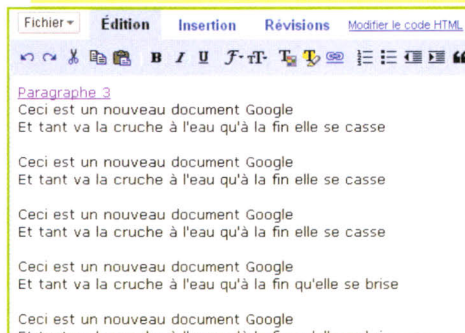 Fichier Édition Insertion Révisions Modifier le code HTML
B I U
Paragraphe 3
Ceci est un nouveau document Google
Et tant va la cruche à l'eau qu'à la fin elle se casse
Ceci est un nouveau document Google
Et tant va la cruche à l'eau qu'à la fin elle se casse
Ceci est un nouveau document Google
Et tant va la cruche à l'eau qu'à la fin elle se casse
Ceci est un nouveau document Google
Et tant va la cruche à l'eau qu'à la fin qu'elle se brise
Ceci est un nouveau document Google